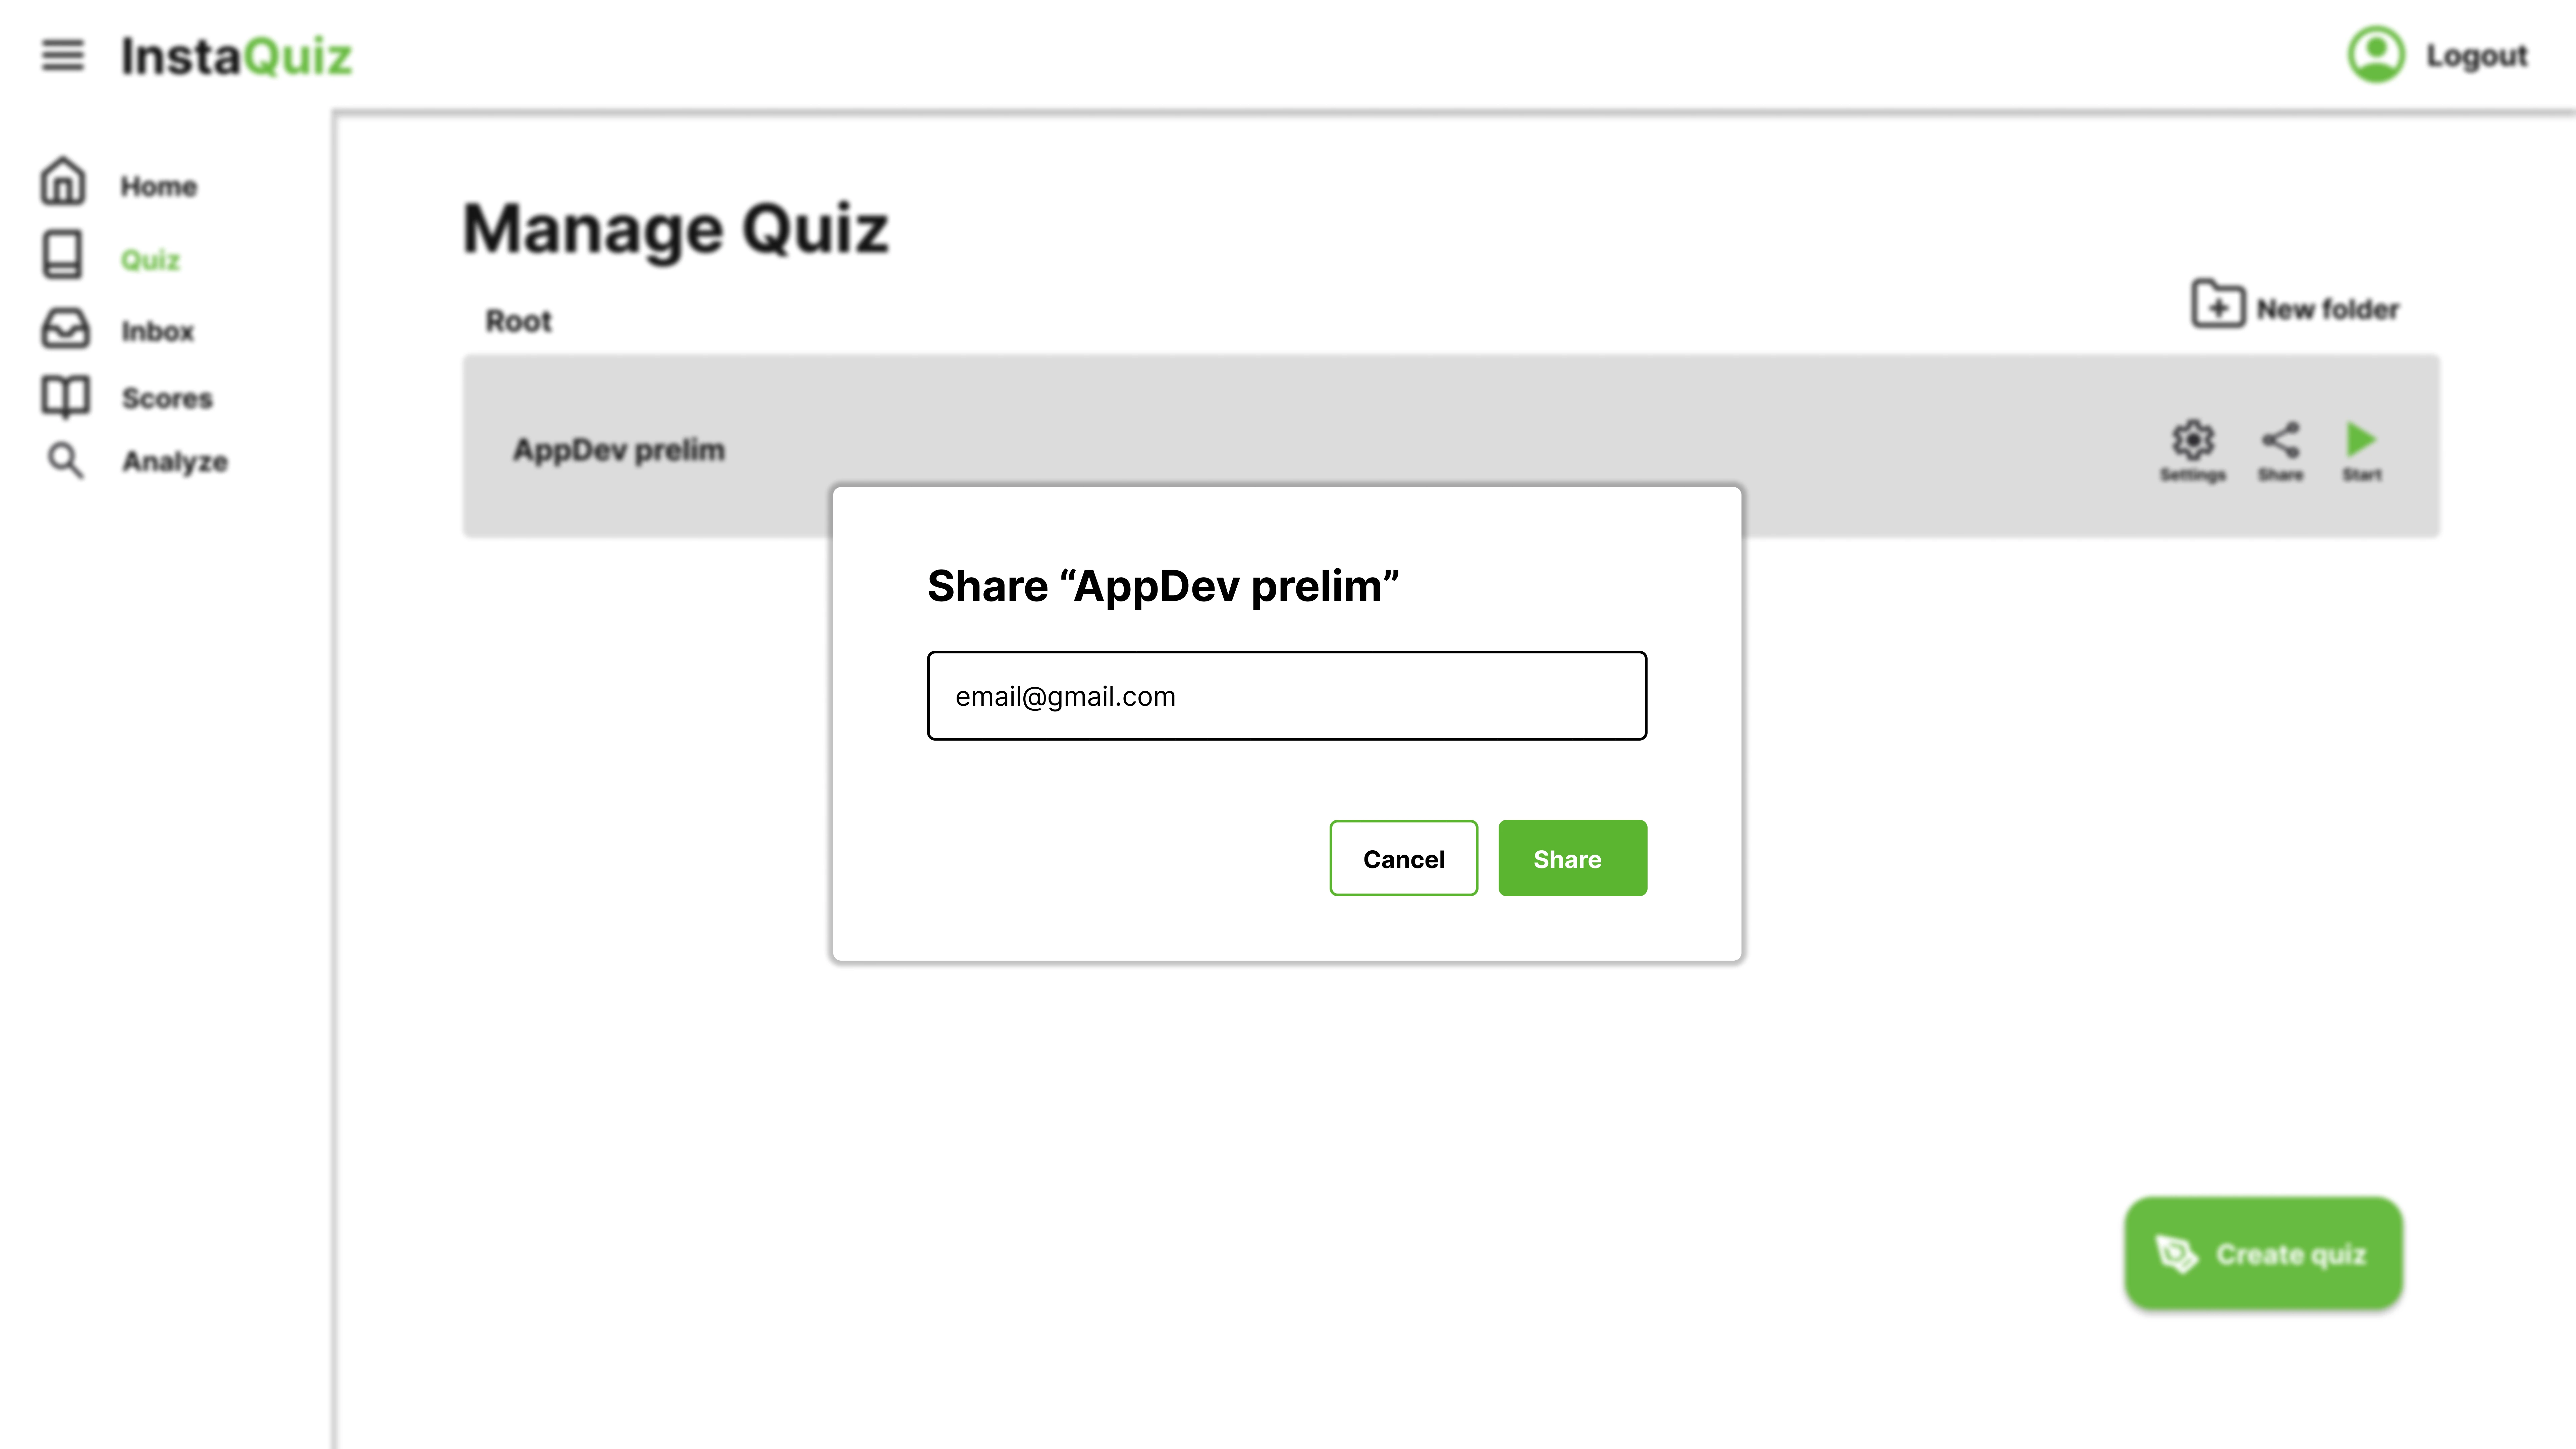 InstaQuiz
Logout
Home
Quiz
Inbox
Scores
Analyze
Manage Quiz
Root
New folder
AppDev prelim
Settings
Share
Start
Share “AppDev prelim”
email@gmail.com
Cancel
Share
Create quiz